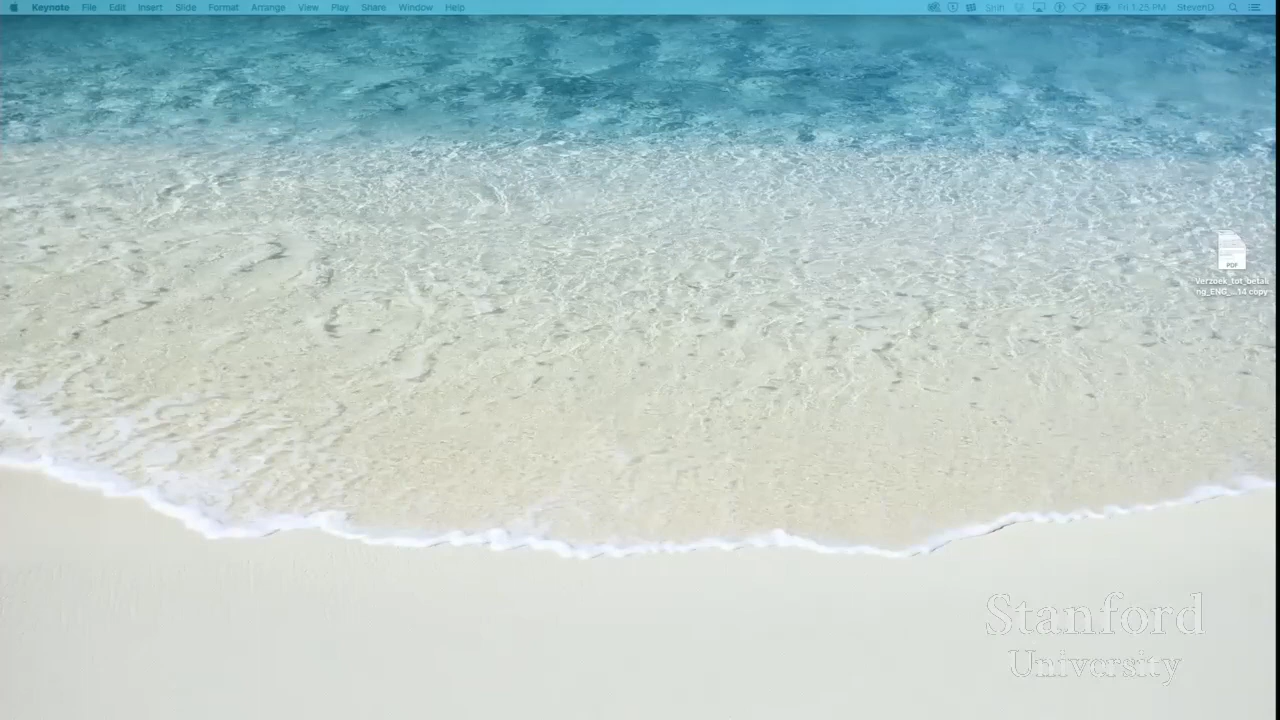 Keynote File Edit Insert Slide Format Arrange View Play Share Window Help
Fri 1:25 PM StevenD
PDF
verzoek_tot_betali
ng_ENG_...14 copy
Stanford
University